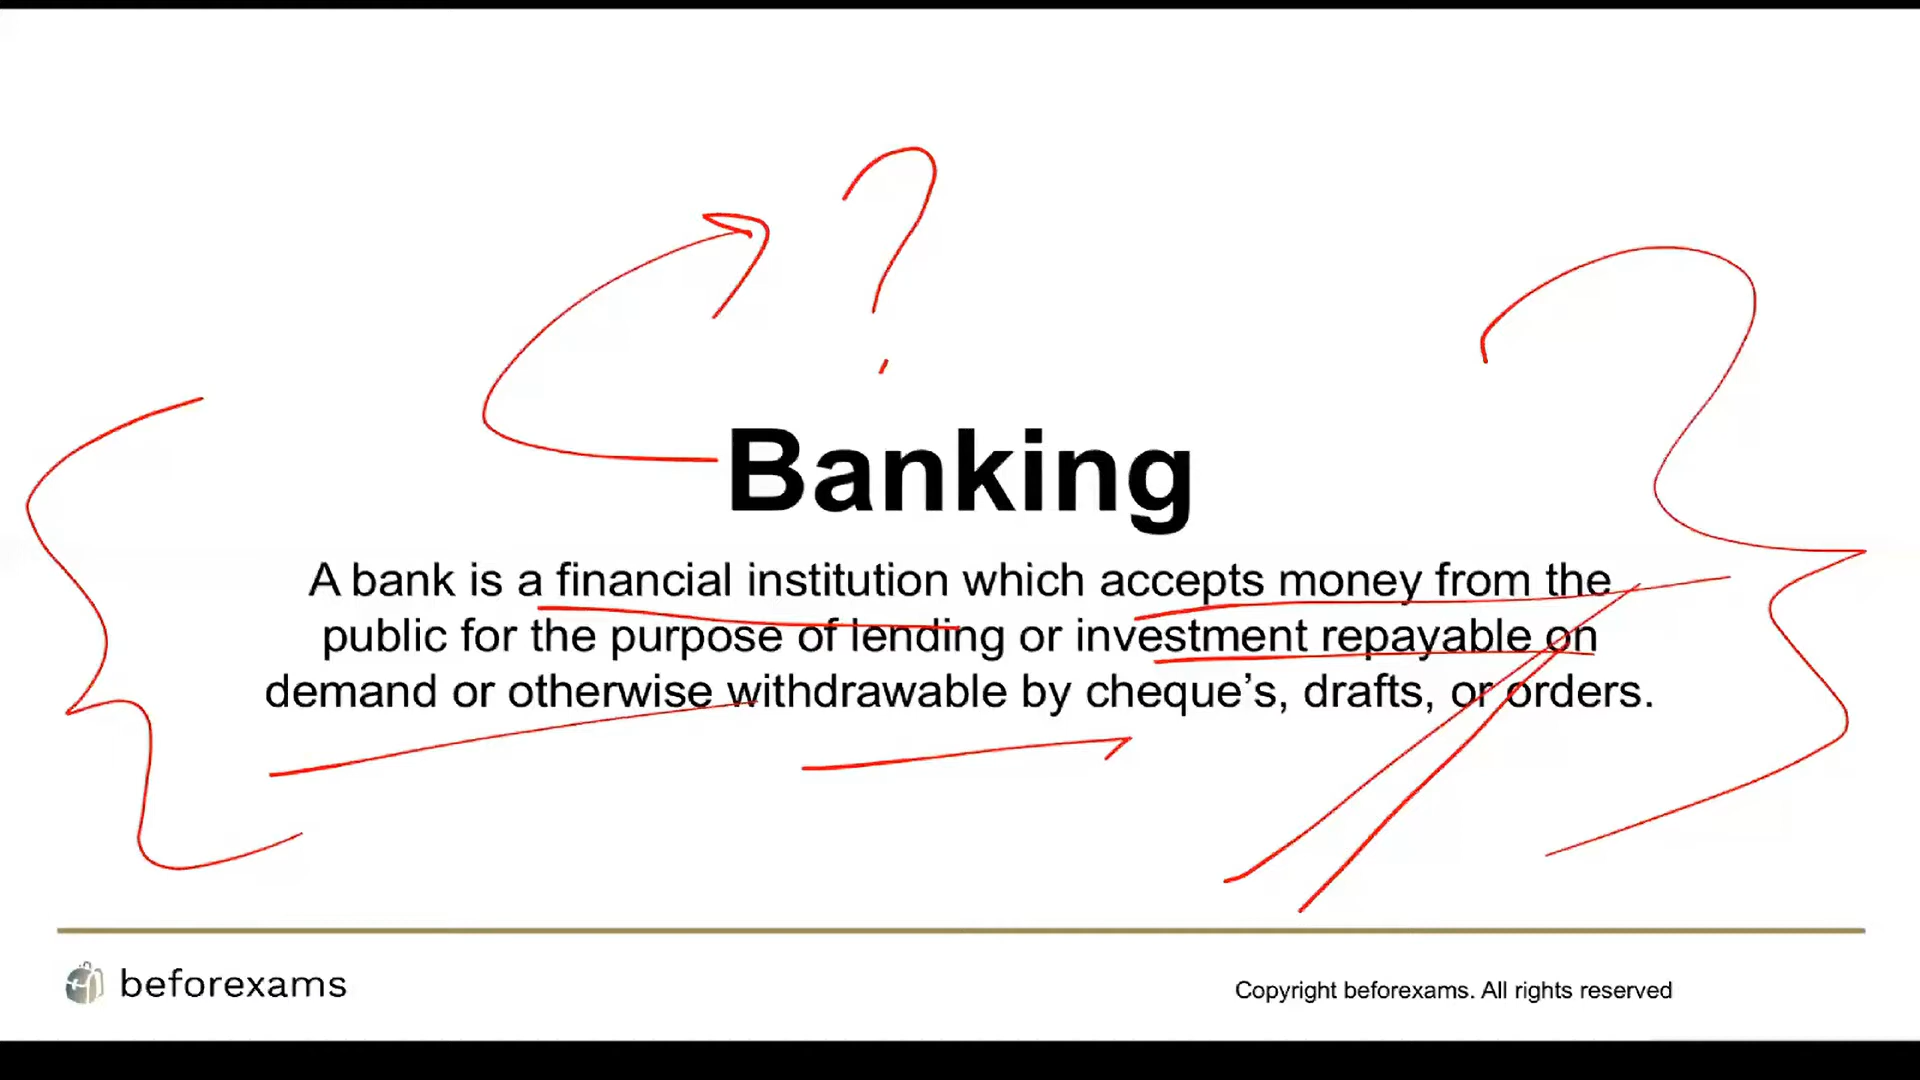 ?
Banking
A bank is a financial institution which accepts money from the
public for the purpose of lending or investment repayable on
demand or otherwise withdrawable by cheque’s, drafts, or orders.
beforexams
Copyright beforexams. All rights reserved